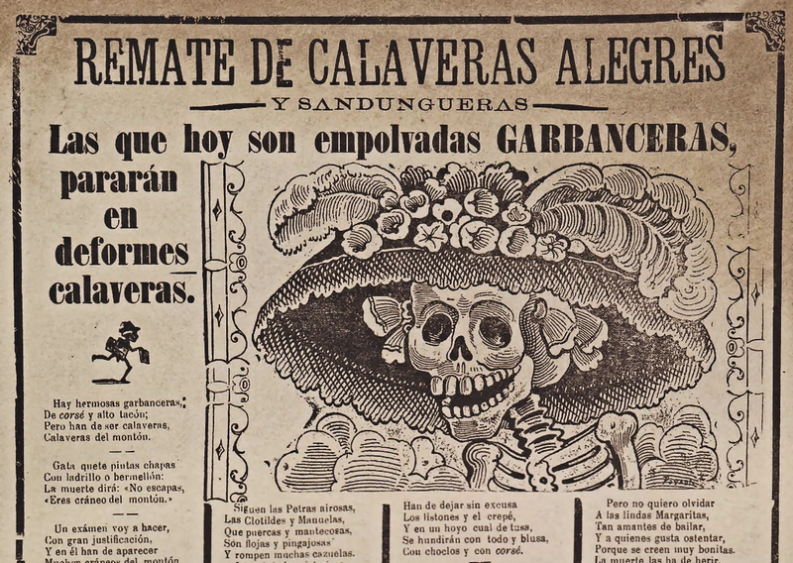 REMATE DE CALAVERAS ALEGRES
Y SANDUNGUERAS
Las que hoy son empolvadas GARBANCERAS,
pararán
en
deformes
calaveras.
Hay hermosas garbanceras,
De corsé y alto tacón;
Pero han de ser calaveras,
Calaveras del montón.
Gata que te pintas chapas
Con ladrillo o bermellón:
La muerte dirá: «No escapas,
«Eres cráneo del montón.»
Un exámen voy a hacer,
Con gran justificación,
Y en él han de aparecer
Muchos cráneos del montón
Siguen las Petras airosas,
Las Clotildes y Manuelas,
Que puercas y mantecosas,
Son flojas y pingajosas
Y rompen muchas cazuelas.
Han de dejar sin excusa
Los listones y el crepé,
Y en un hoyo cual de tusa,
Se hundirán con todo y blusa,
Con choclos y con corsé.
Pero no quiero olvidar
A las lindas Margaritas,
Tan amantes de bailar,
Y a quienes gusta ostentar,
Porque se creen muy bonitas.
La muerte las ha de herir,